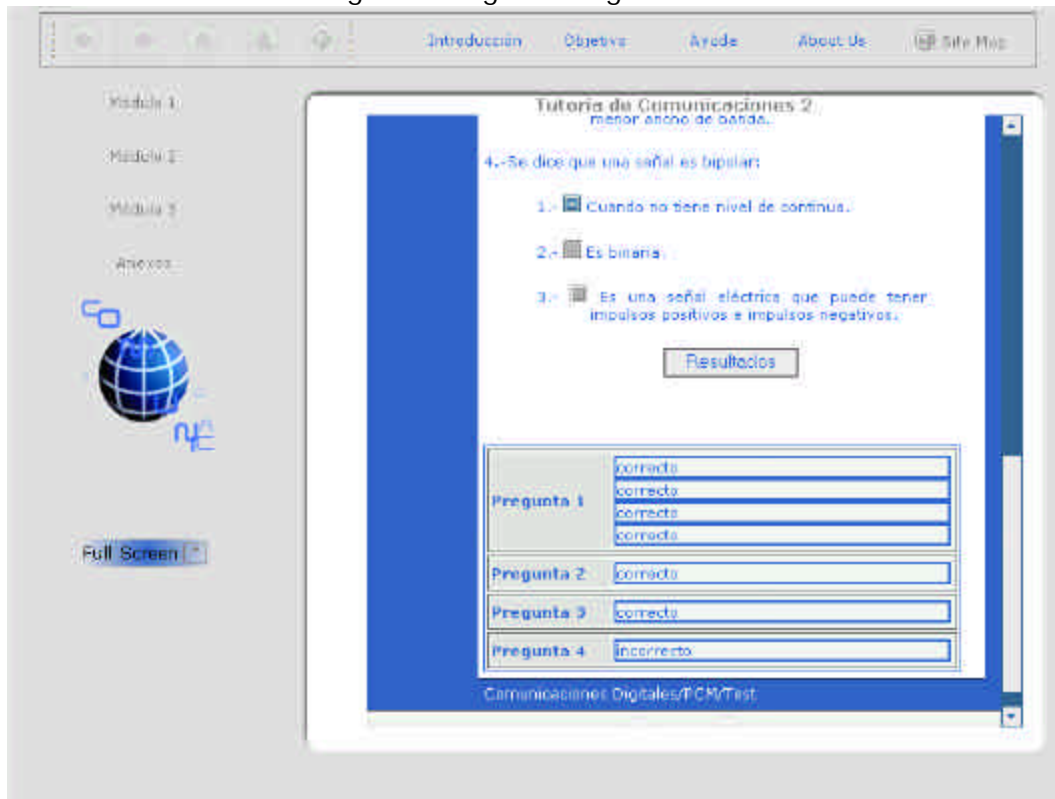 Introducción Objetivo Ayuda About Us Site Map
Módulo 1
Módulo 2
Módulo 3
Anexos
Full Screen
Tutoria de Comunicaciones 2
menor ancho de banda.
4.-Se dice que una señal es bipolar:
1.- Cuando no tiene nivel de continua.
2.- Es binaria.
3.- Es una señal eléctrica que puede tener
impulsos positivos e impulsos negativos.
Resultados
Pregunta 1
correcto
correcto
correcto
correcto
Pregunta 2 correcto
Pregunta 3 correcto
Pregunta 4 incorrecto
Comunicaciones Digitales/PCM/Test